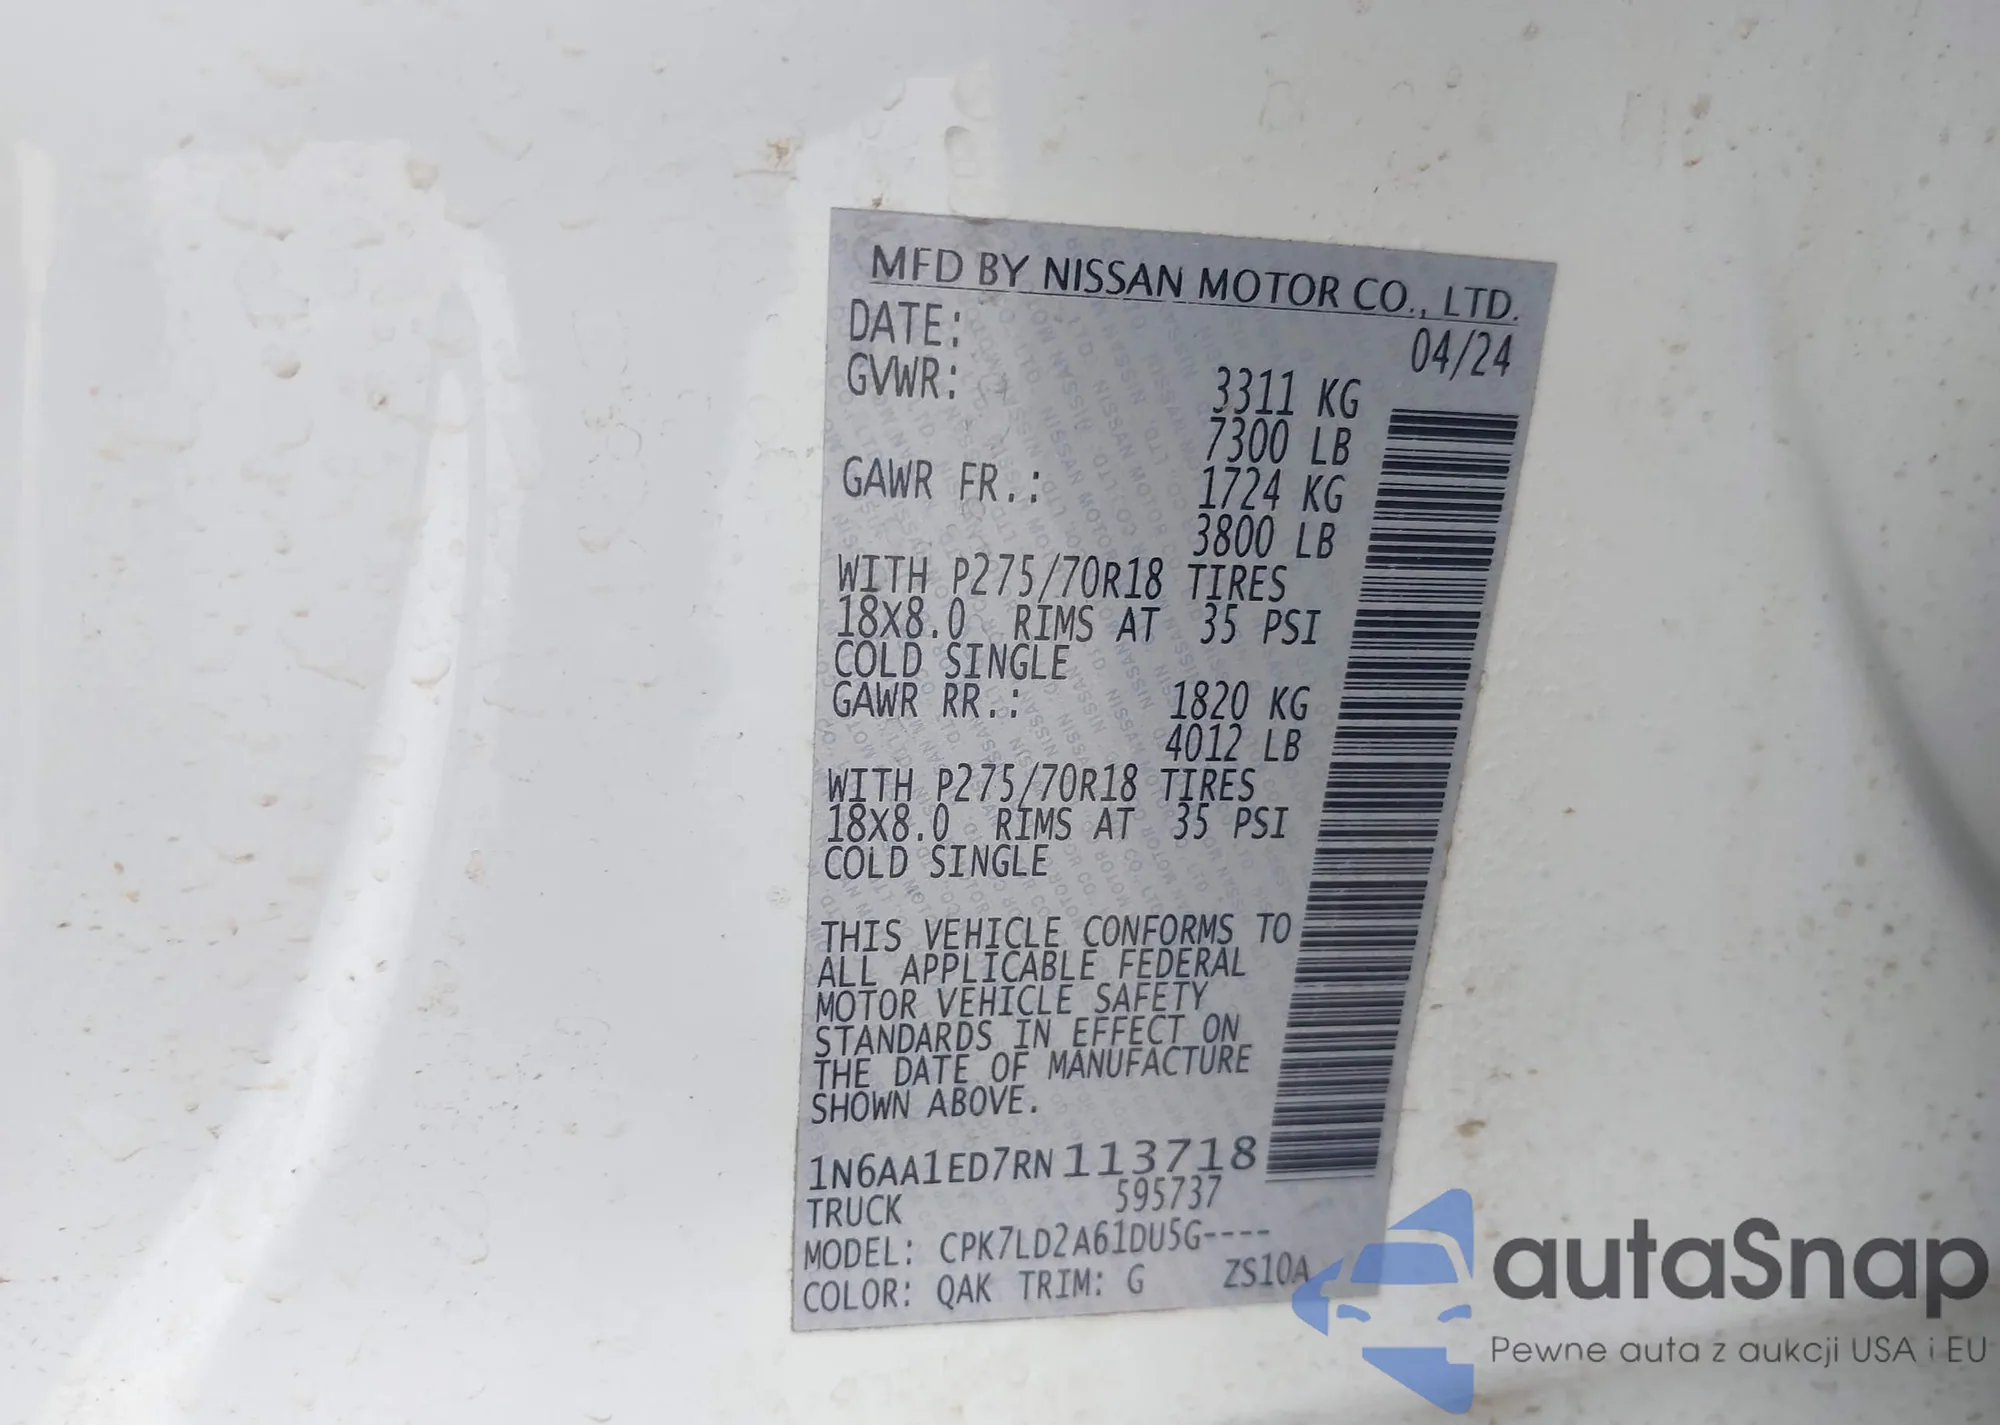 MFD BY NISSAN MOTOR CO., LTD.
DATE: 04/24
GVWR: 3311 KG
7300 LB
GAWR FR.: 1724 KG
3800 LB
WITH P275/70R18 TIRES
18X8.0 RIMS AT 35 PSI
COLD SINGLE
GAWR RR.: 1820 KG
4012 LB
WITH P275/70R18 TIRES
18X8.0 RIMS AT 35 PSI
COLD SINGLE
THIS VEHICLE CONFORMS TO
ALL APPLICABLE FEDERAL
MOTOR VEHICLE SAFETY
STANDARDS IN EFFECT ON
THE DATE OF MANUFACTURE
SHOWN ABOVE.
1N6AA1ED7RN113718
TRUCK 595737
MODEL: CPK7LD2A61DU5G----
COLOR: QAK TRIM: G ZS10A
autaSnap
Pewne auta z aukcji USA i EU